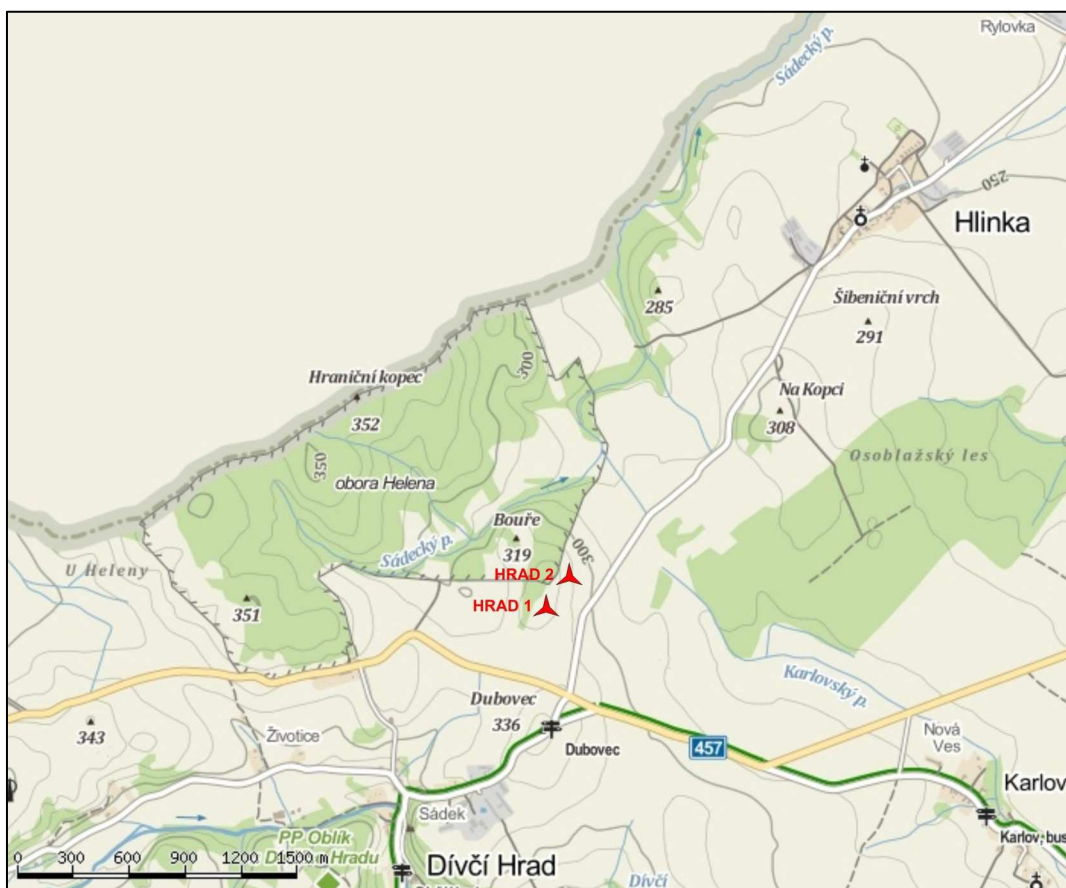 Rylovka
Sádecký p.
250
Hlinka
285
Šibeniční vrch
291
300
Hraniční kopec
352
Na Kopci
308
350
obora Helena
Osoblažský les
Bouře
319
Sádecký p.
300
U Heleny
HRAD 2
351
HRAD 1
Karlovský p.
Dubovec
336
343
Životice
Dubovec
457
Nová
Ves
Karlov
Sádek
PP Oblík
Hradu
Karlov, bus
0 300 600 900 1200 1500 m
Dívčí Hrad
Dívčí